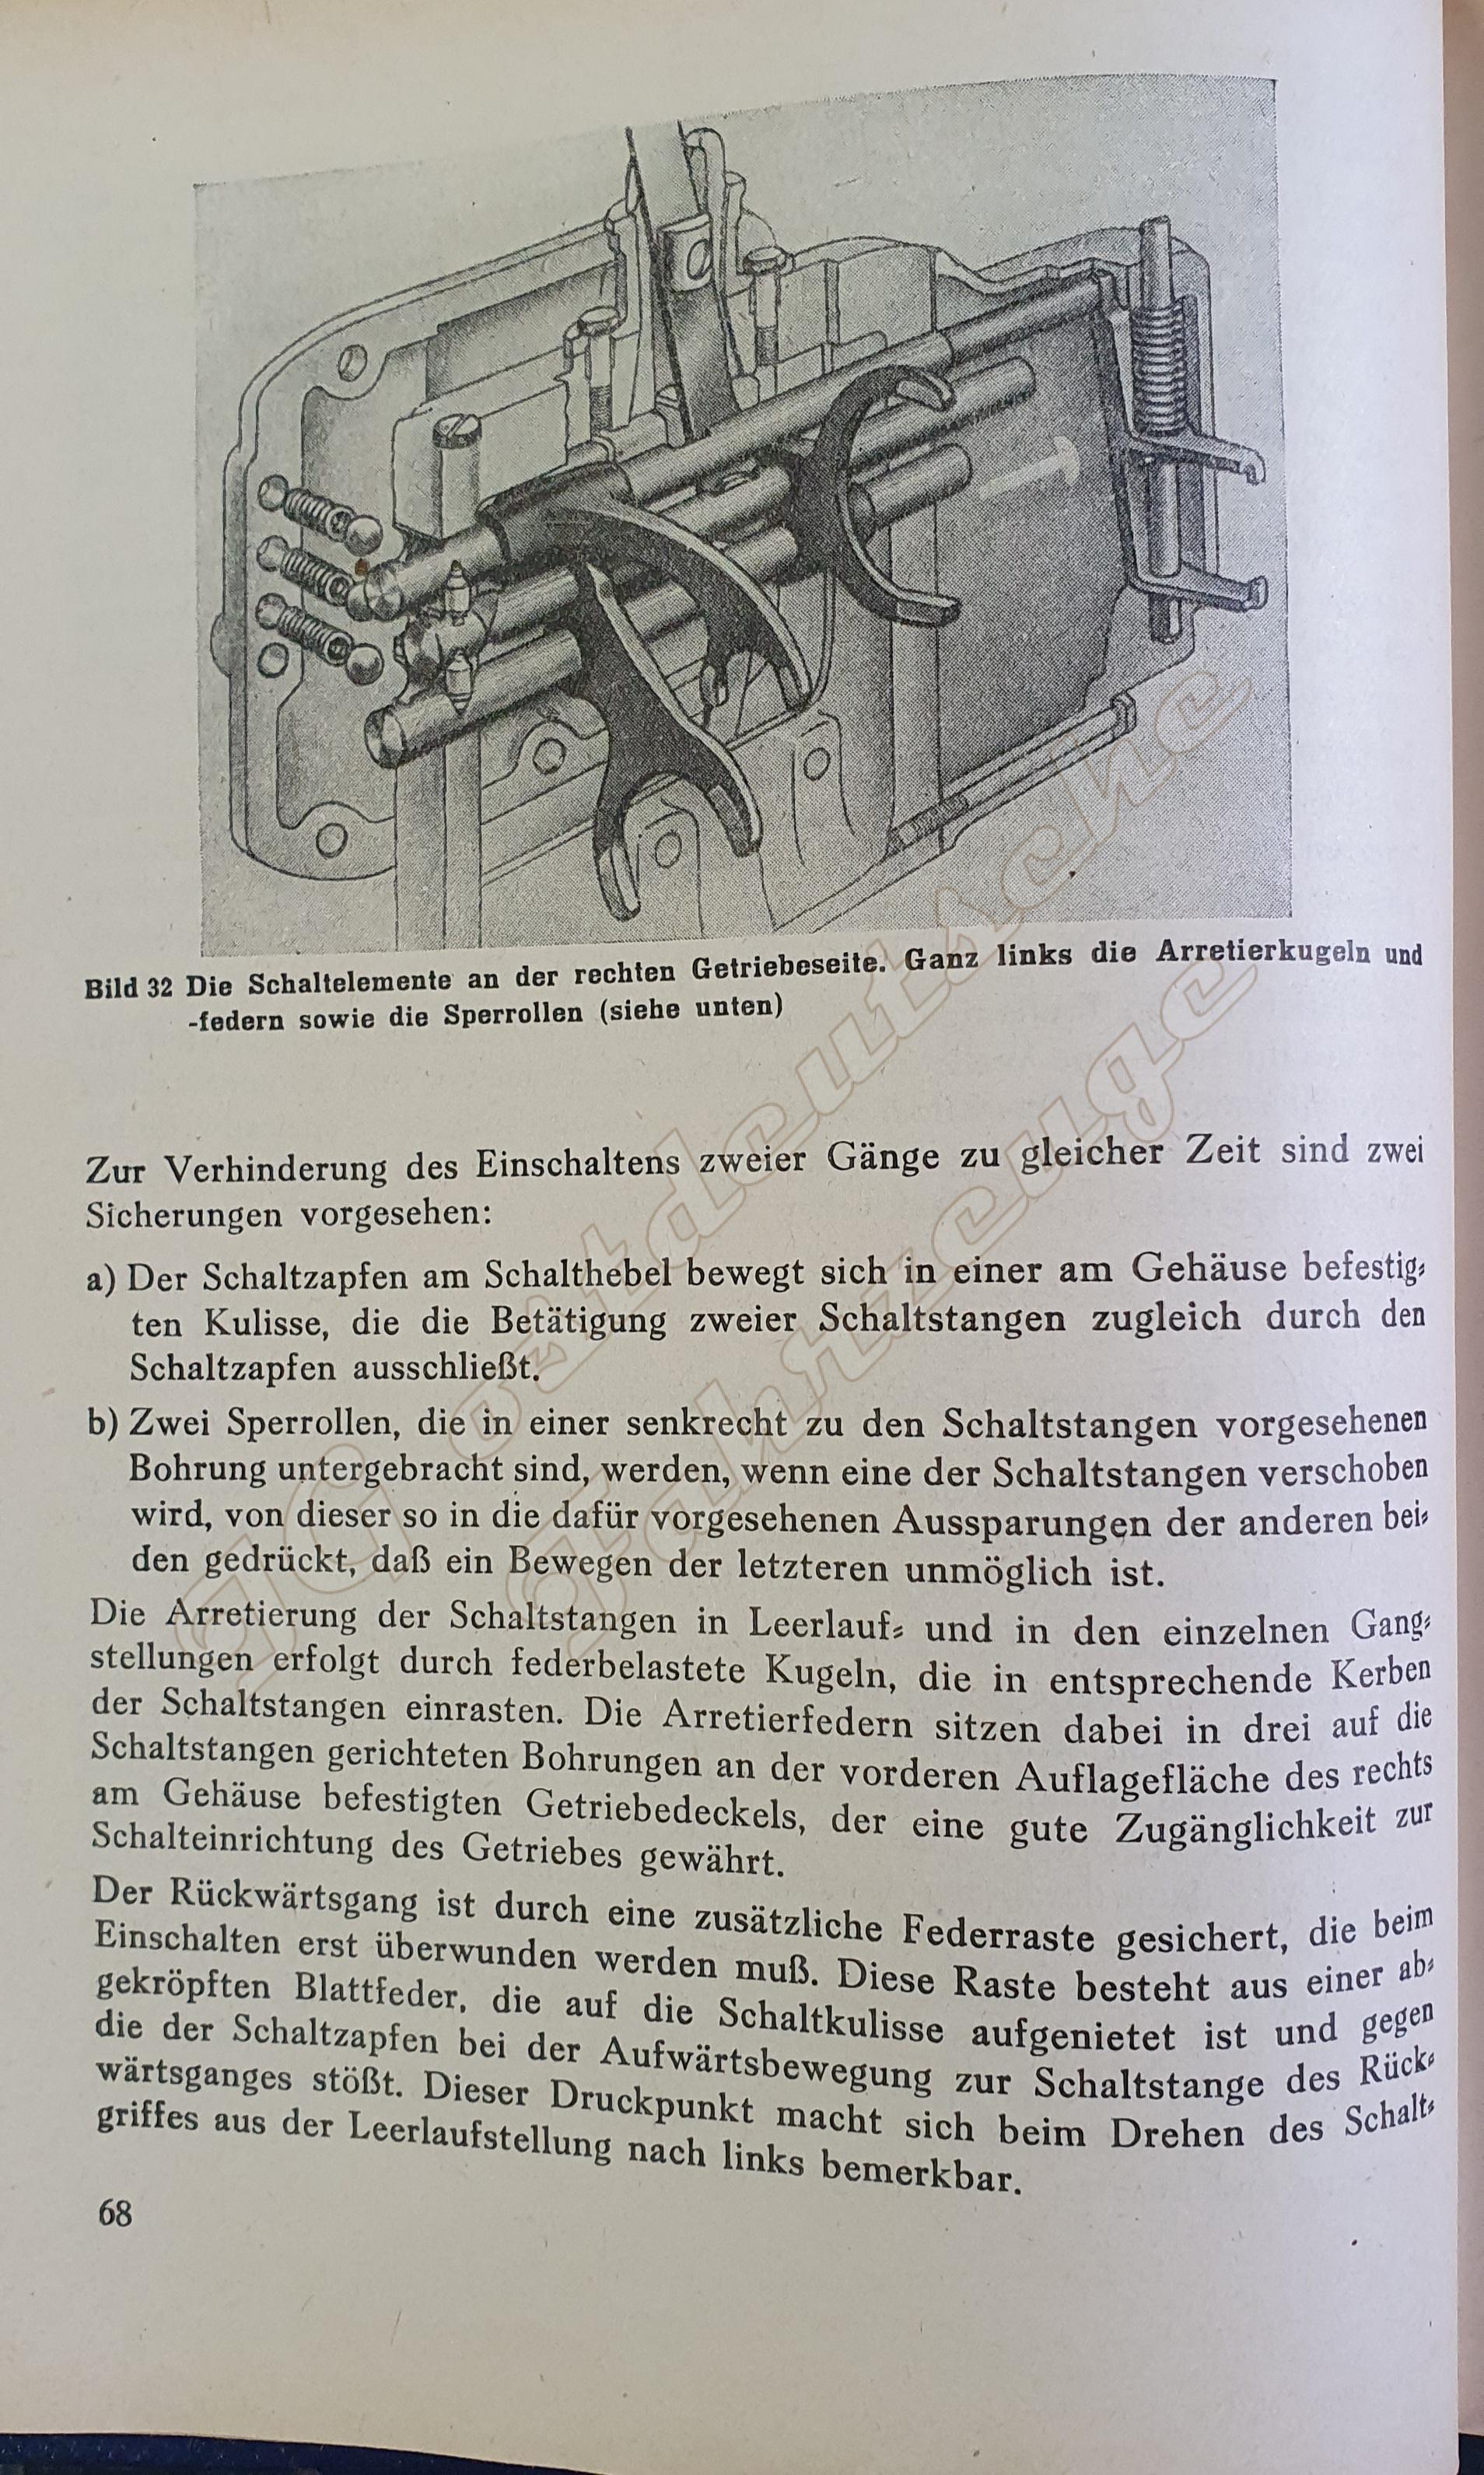 Bild 32 Die Schaltelemente an der rechten Getriebeseite. Ganz links die Arretierkugeln und
-federn sowie die Sperrollen (siehe unten)
Zur Verhinderung des Einschaltens zweier Gänge zu gleicher Zeit sind zwei
Sicherungen vorgesehen:
a) Der Schaltzapfen am Schalthebel bewegt sich in einer am Gehäuse befestig-
ten Kulisse, die die Betätigung zweier Schaltstangen zugleich durch den
Schaltzapfen ausschließt.
b) Zwei Sperrollen, die in einer senkrecht zu den Schaltstangen vorgesehenen
Bohrung untergebracht sind, werden, wenn eine der Schaltstangen verschoben
wird, von dieser so in die dafür vorgesehenen Aussparungen der anderen bei-
den gedrückt, daß ein Bewegen der letzteren unmöglich ist.
Die Arretierung der Schaltstangen in Leerlauf- und in den einzelnen Gang-
stellungen erfolgt durch federbelastete Kugeln, die in entsprechende Kerben
der Schaltstangen einrasten. Die Arretierfedern sitzen dabei in drei auf die
Schaltstangen gerichteten Bohrungen an der vorderen Auflagefläche des rechts
am Gehäuse befestigten Getriebedeckels, der eine gute Zugänglichkeit zur
Schalteinrichtung des Getriebes gewährt.
Der Rückwärtsgang ist durch eine zusätzliche Federraste gesichert, die beim
Einschalten erst überwunden werden muß. Diese Raste besteht aus einer ab-
gekröpften Blattfeder, die auf die Schaltkulisse aufgenietet ist und gegen
die der Schaltzapfen bei der Aufwärtsbewegung zur Schaltstange des Rück-
wärtsganges stößt. Dieser Druckpunkt macht sich beim Drehen des Schalt-
griffes aus der Leerlaufstellung nach links bemerkbar.
68
IG ostdeutsche
Fahrzeuge